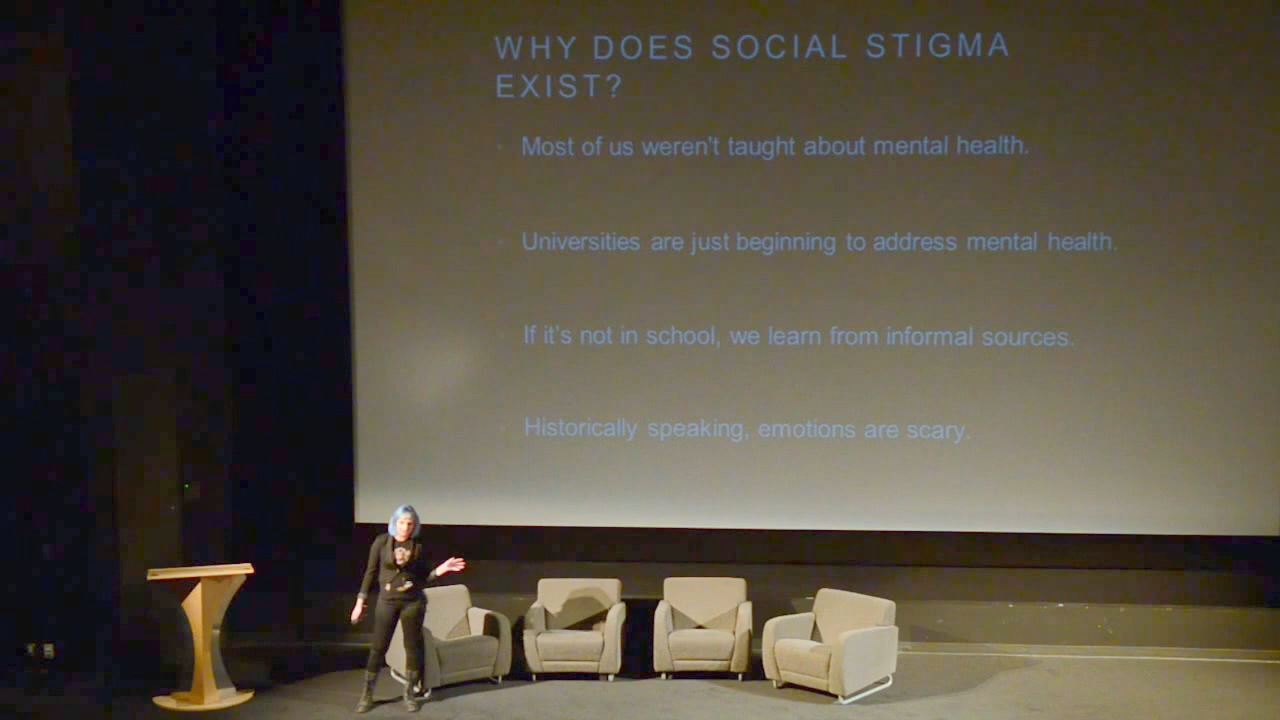 WHY DOES SOCIAL STIGMA
EXIST?
Most of us weren't taught about mental health.
Universities are just beginning to address mental health.
If it's not in school, we learn from informal sources.
Historically speaking, emotions are scary.